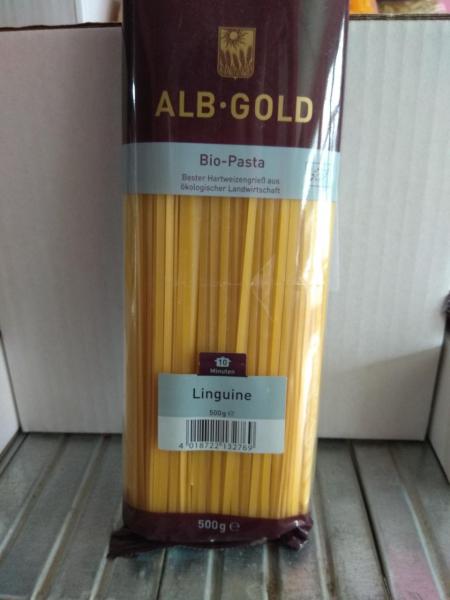 ALB·GOLD
Bio-Pasta
Bester Hartweizengrieß aus
ökologischer Landwirtschaft
10
Minuten
Linguine
500g ℮
4 018722 132769
500g ℮